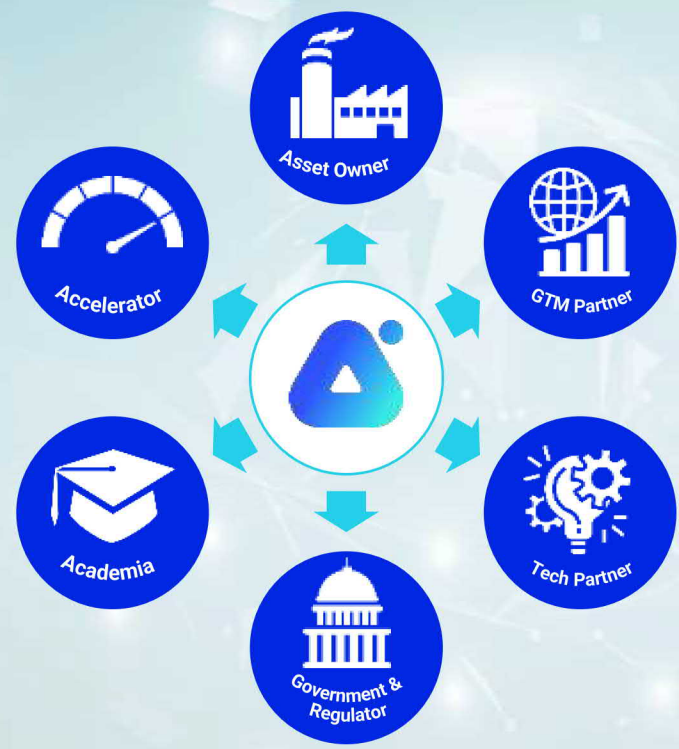 Asset Owner
Accelerator
GTM Partner
Academia
Tech Partner
Government &
Regulator